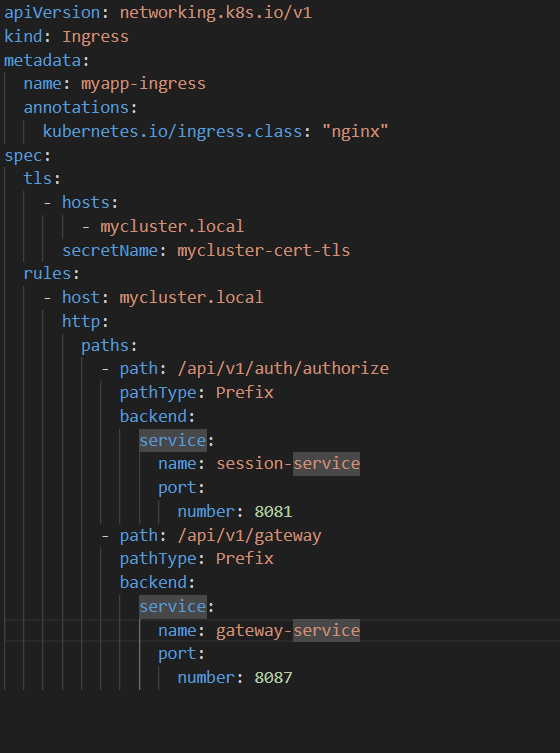 apiVersion: networking.k8s.io/v1
kind: Ingress
metadata:
  name: myapp-ingress
  annotations:
    kubernetes.io/ingress.class: "nginx"
spec:
  tls:
    - hosts:
        - mycluster.local
      secretName: mycluster-cert-tls
  rules:
    - host: mycluster.local
      http:
        paths:
          - path: /api/v1/auth/authorize
            pathType: Prefix
            backend:
              service:
                name: session-service
                port:
                  number: 8081
          - path: /api/v1/gateway
            pathType: Prefix
            backend:
              service:
                name: gateway-service
                port:
                  number: 8087